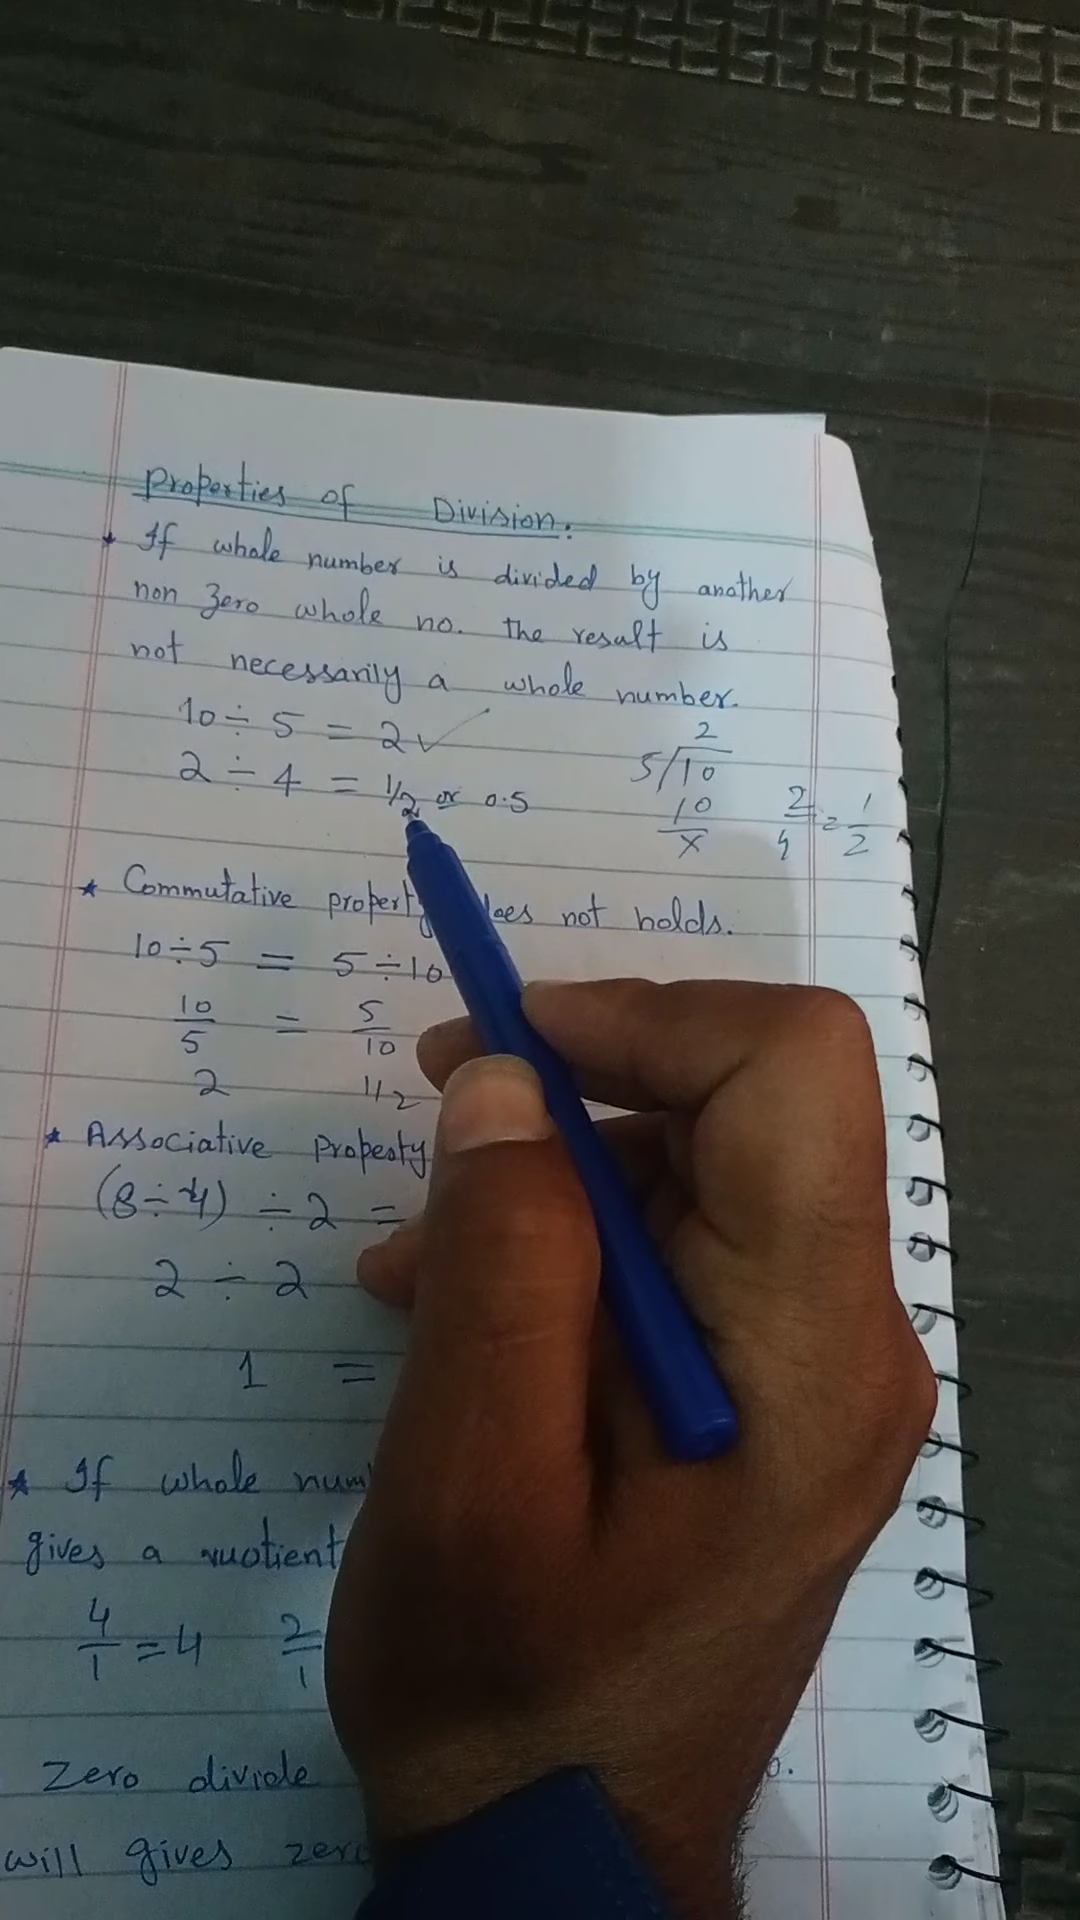 Properties of Division.
* If whole number is divided by another
non zero whole no. the result is
not necessarily a whole number.
10 ÷ 5 = 2 ✓
2 ÷ 4 = 1/2 or 0.5
2
5/10
10
x
2/4 = 1/2
* Commutative property does not holds.
10÷5 = 5÷10
10/5 = 5/10
2 1/2
* Associative Property
(8÷4) ÷ 2 =
2 ÷ 2
1 =
* If whole
gives a quotient
4/1 = 4 2/1
Zero divide
will gives